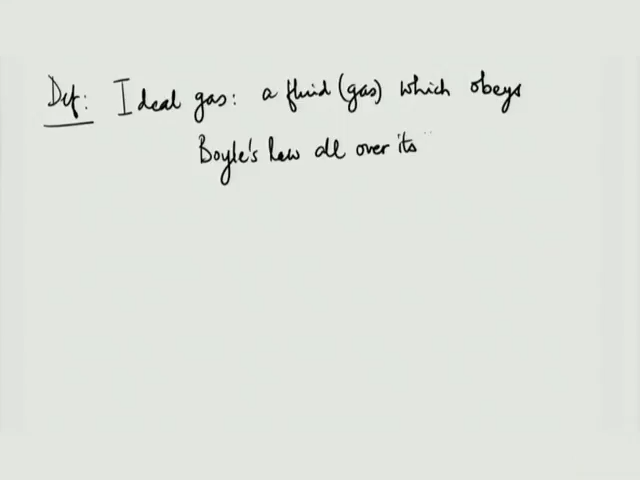 Def: Ideal gas: a fluid (gas) which obeys
Boyle's law all over its